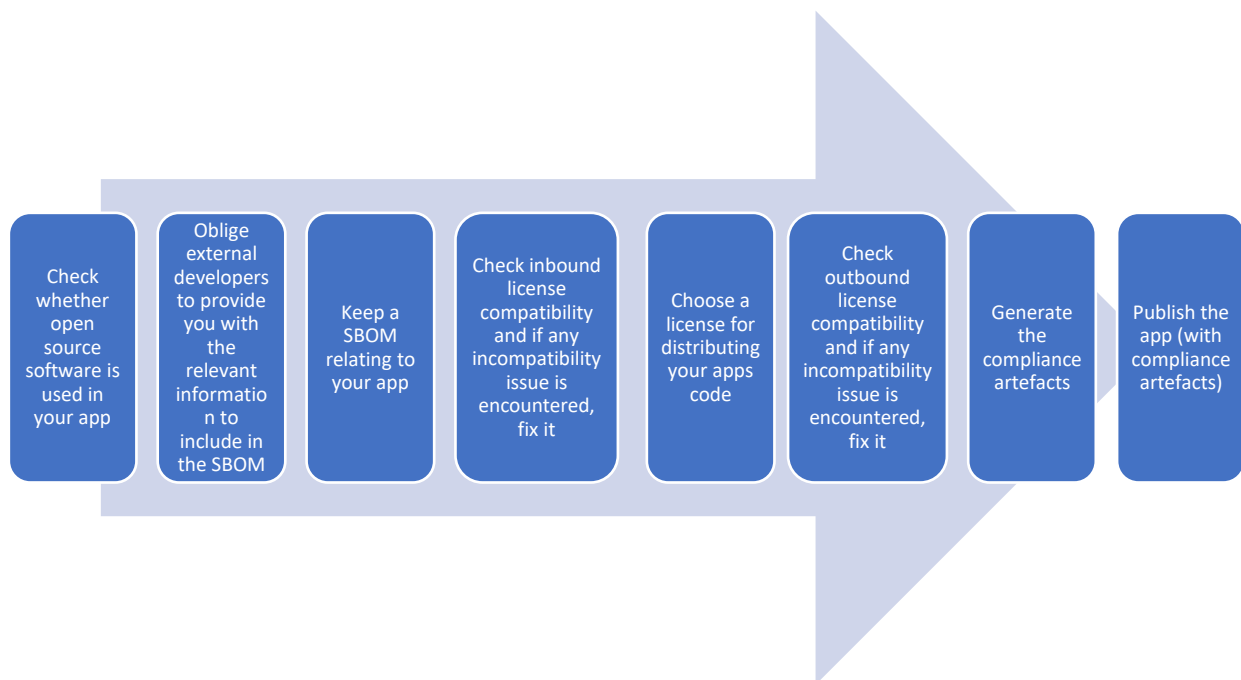 Check
whether
open
source
software is
used in
your app
Oblige
external
developers
to provide
you with
the
relevant
informatio
n to
include in
the SBOM
Keep a
SBOM
relating to
your app
Check inbound
license
compatibility
and if any
incompatibility
issue is
encountered,
fix it
Choose a
license for
distributing
your apps
code
Check
outbound
license
compatibility
and if any
incompatibility
issue is
encountered,
fix it
Generate
the
compliance
artefacts
Publish the
app (with
compliance
artefacts)